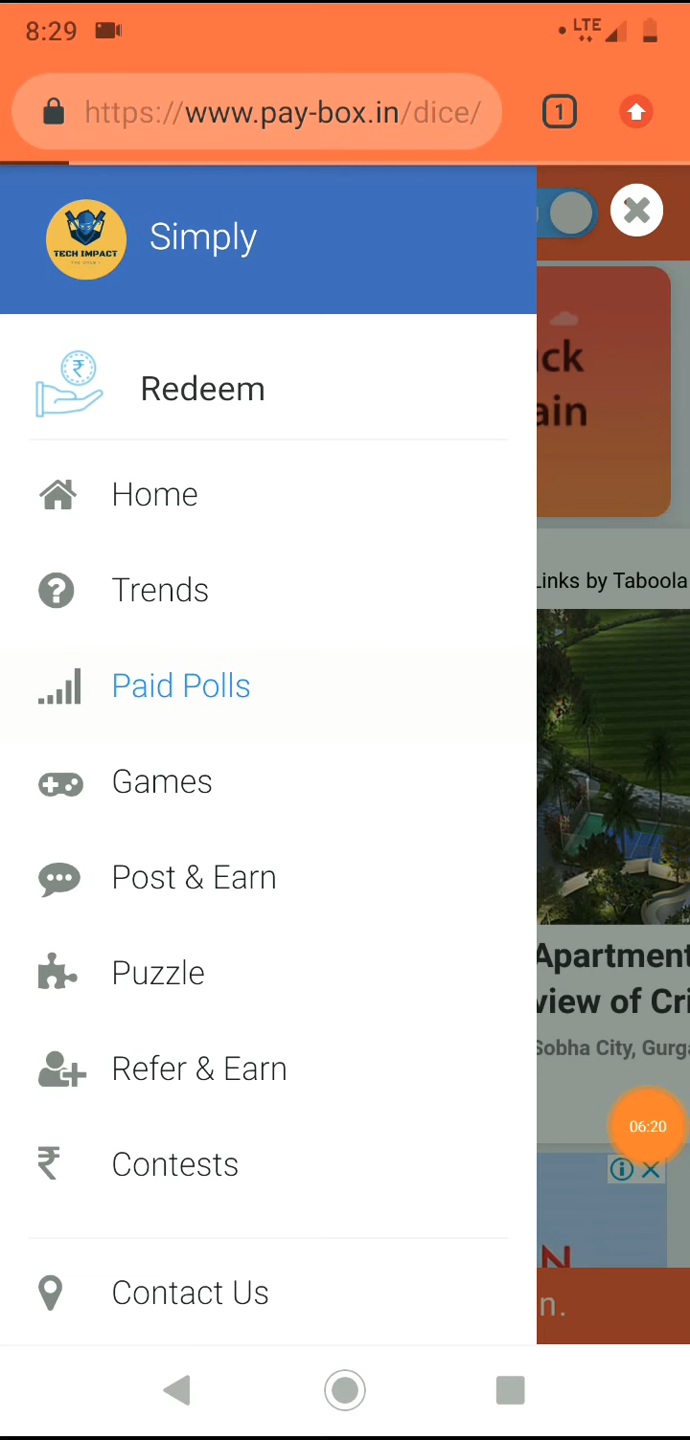 8:29
LTE
https://www.pay-box.in/dice/
1
TECH IMPACT
Simply
Redeem
ck
ain
Home
Trends
Links by Taboola
Paid Polls
Games
Post & Earn
Apartment
view of Cri
Puzzle
Sobha City, Gurga
Refer & Earn
06:20
Contests
N
Contact Us
n.